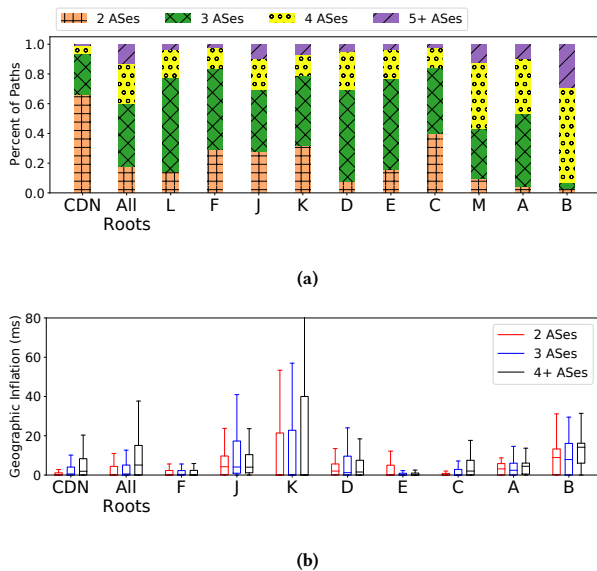 2 ASes 3 ASes 4 ASes 5+ ASes
1.0
0.8
0.6
0.4
0.2
0.0
Percent of Paths
CDN All Roots L F J K D E C M A B
(a)
80
60
40
20
0
Geographic Inflation (ms)
2 ASes
3 ASes
4+ ASes
CDN All Roots F J K D E C A B
(b)